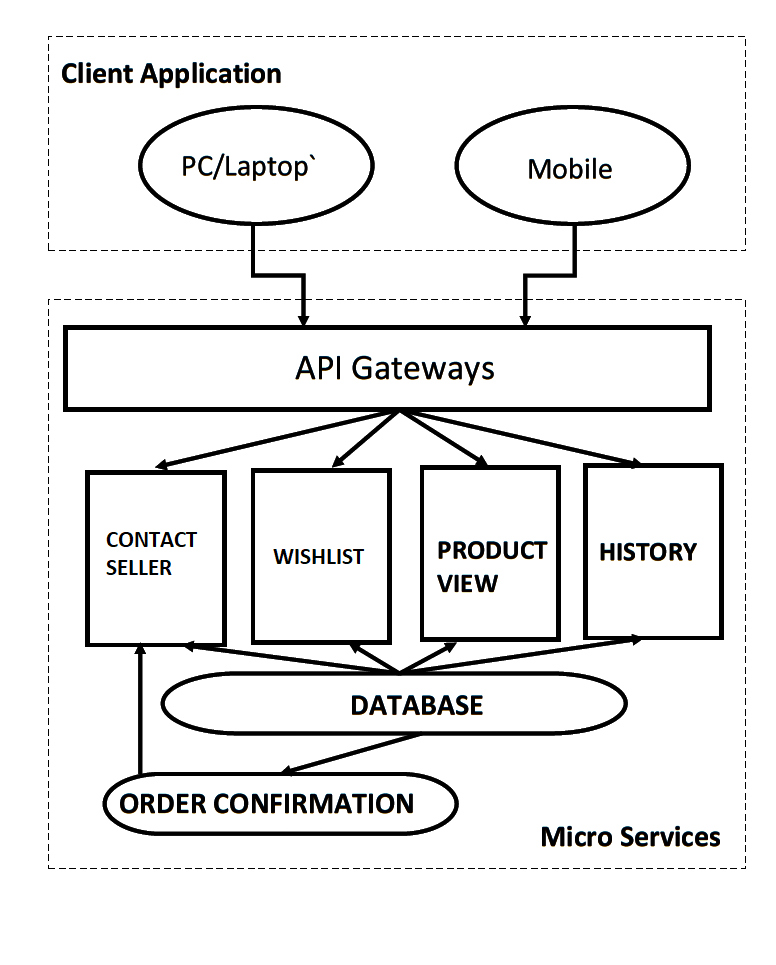 Client Application
PC/Laptop`
Mobile
API Gateways
CONTACT
SELLER
WISHLIST
PRODUCT
VIEW
HISTORY
DATABASE
ORDER CONFIRMATION
Micro Services